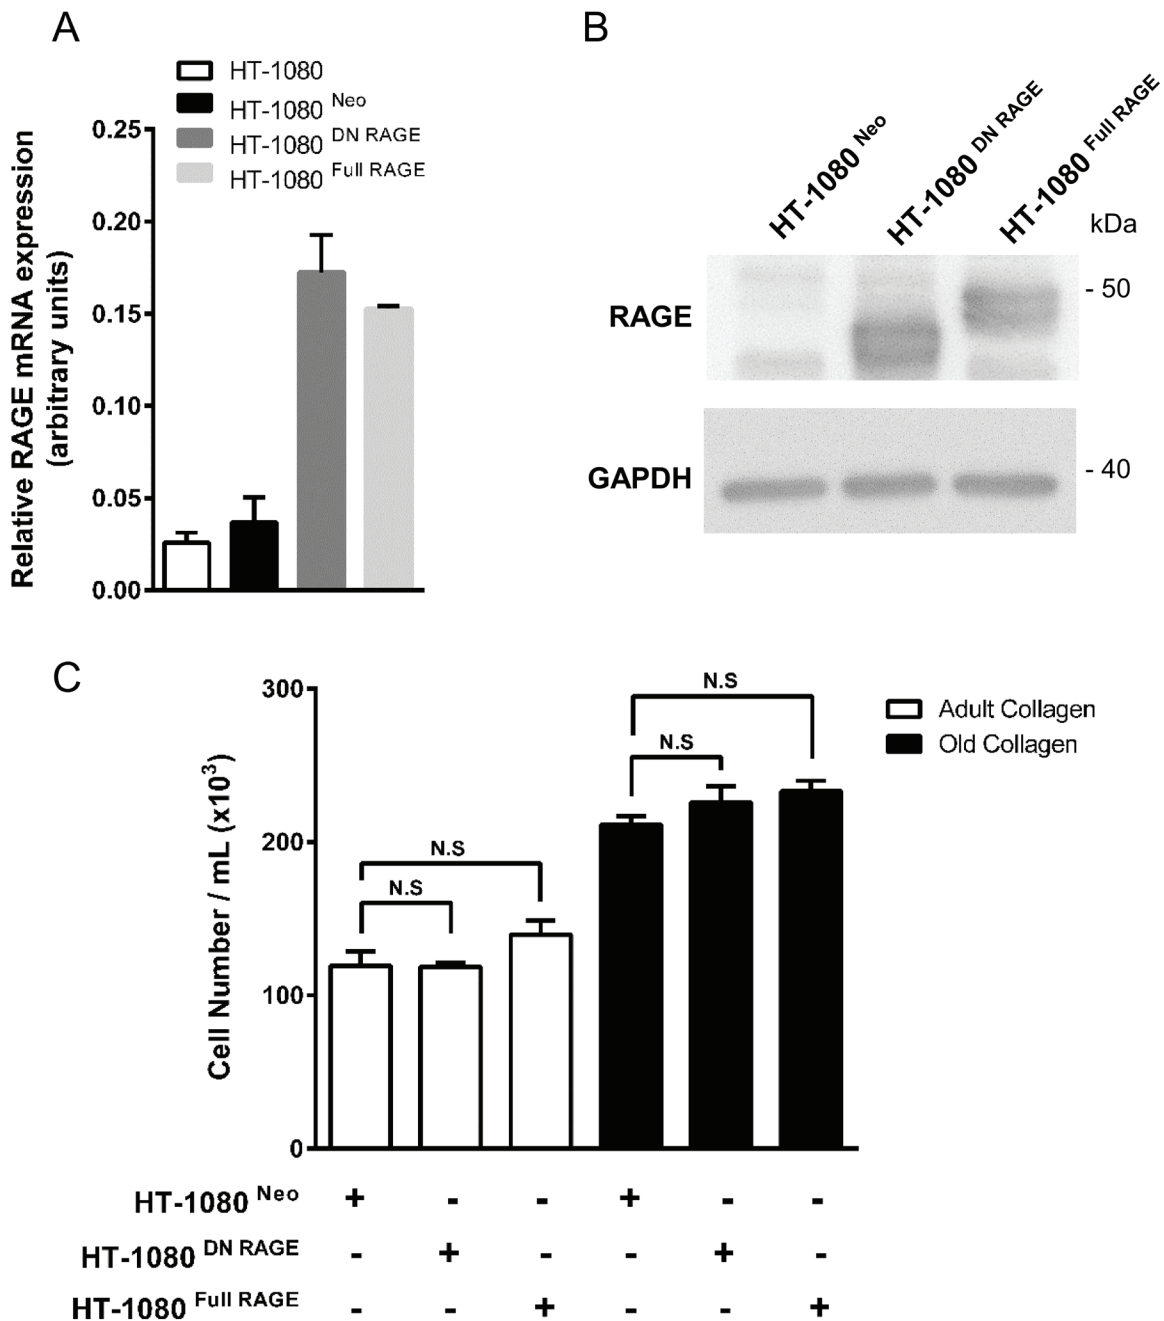 A
HT-1080
HT-1080 Neo
HT-1080 DN RAGE
HT-1080 Full RAGE
Relative RAGE mRNA expression
(arbitrary units)
0.25
0.20
0.15
0.10
0.05
0.00
B
HT-1080 Neo
HT-1080 DN RAGE
HT-1080 Full RAGE
kDa
RAGE
- 50
GAPDH
- 40
C
Cell Number / mL (x10³)
300
200
100
0
N.S
N.S
N.S
N.S
Adult Collagen
Old Collagen
HT-1080 Neo + - - + - -
HT-1080 DN RAGE - + - - + -
HT-1080 Full RAGE - - + - - +